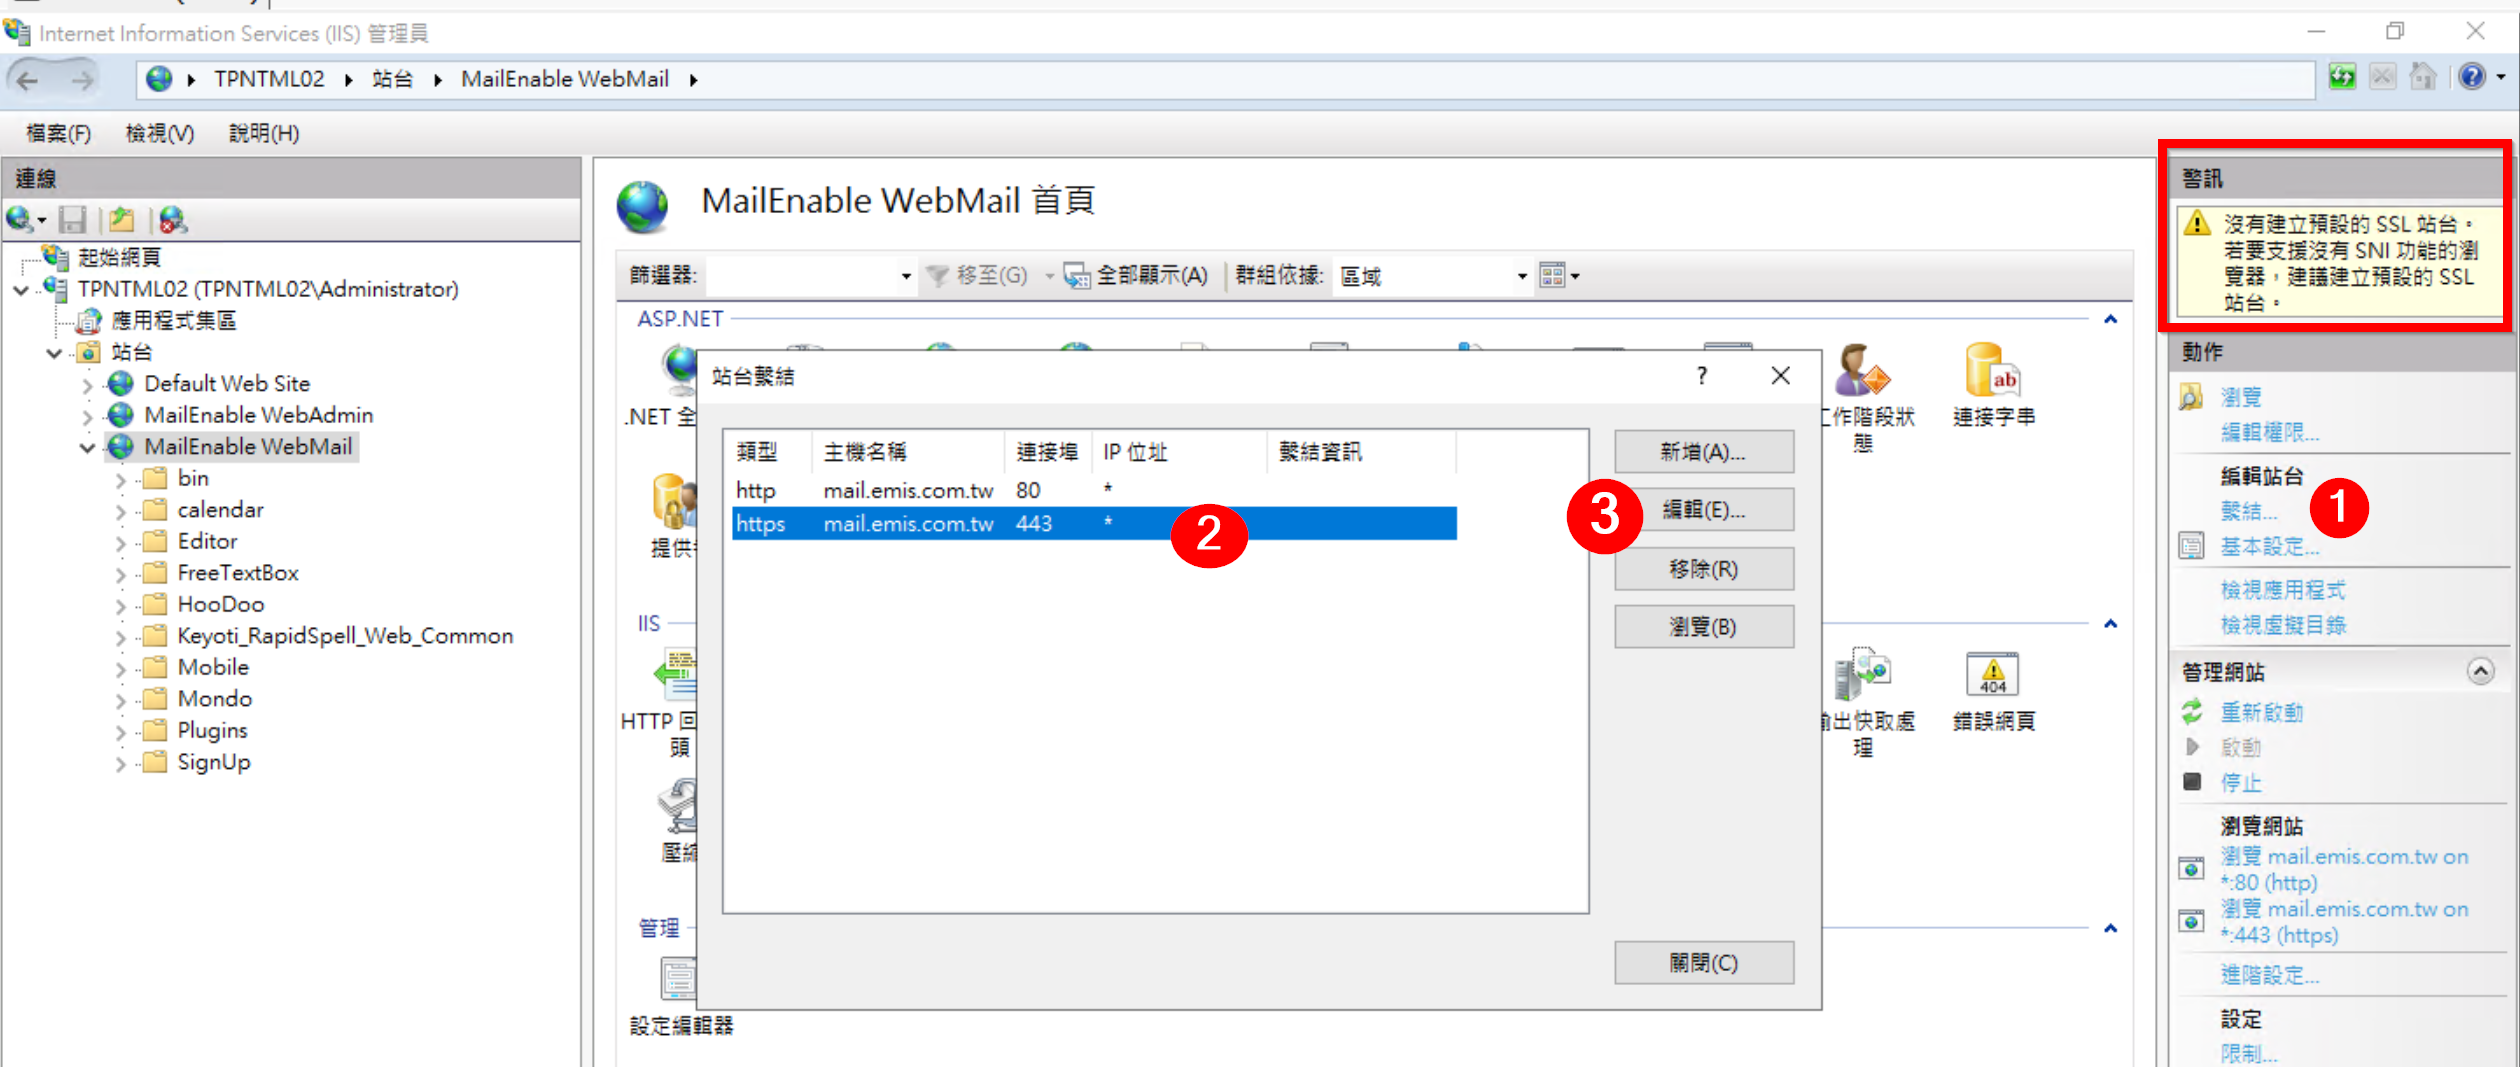 Internet Information Services (IIS) 管理員
TPNTML02
站台
MailEnable WebMail
檔案(F)
檢視(V)
說明(H)
連線
起始網頁
TPNTML02 (TPNTML02\Administrator)
應用程式集區
站台
Default Web Site
MailEnable WebAdmin
MailEnable WebMail
bin
calendar
Editor
FreeTextBox
HooDoo
Keyoti_RapidSpell_Web_Common
Mobile
Mondo
Plugins
SignUp
MailEnable WebMail 首頁
篩選器:
移至(G)
全部顯示(A)
群組依據:
區域
ASP.NET
.NET 全
工作階段狀
態
連接字串
提供
IIS
HTTP 回
頭
輸出快取處
理
404
錯誤網頁
壓縮
管理
設定編輯器
站台繫結
?
類型 主機名稱 連接埠 IP 位址 繫結資訊
http mail.emis.com.tw 80 *
https mail.emis.com.tw 443 *
2
3
新增(A)...
編輯(E)...
移除(R)
瀏覽(B)
關閉(C)
警訊
沒有建立預設的 SSL 站台。
若要支援沒有 SNI 功能的瀏
覽器，建議建立預設的 SSL
站台。
動作
瀏覽
編輯權限...
編輯站台
繫結...
1
基本設定...
檢視應用程式
檢視虛擬目錄
管理網站
重新啟動
啟動
停止
瀏覽網站
瀏覽 mail.emis.com.tw on
*:80 (http)
瀏覽 mail.emis.com.tw on
*:443 (https)
進階設定...
設定
限制...